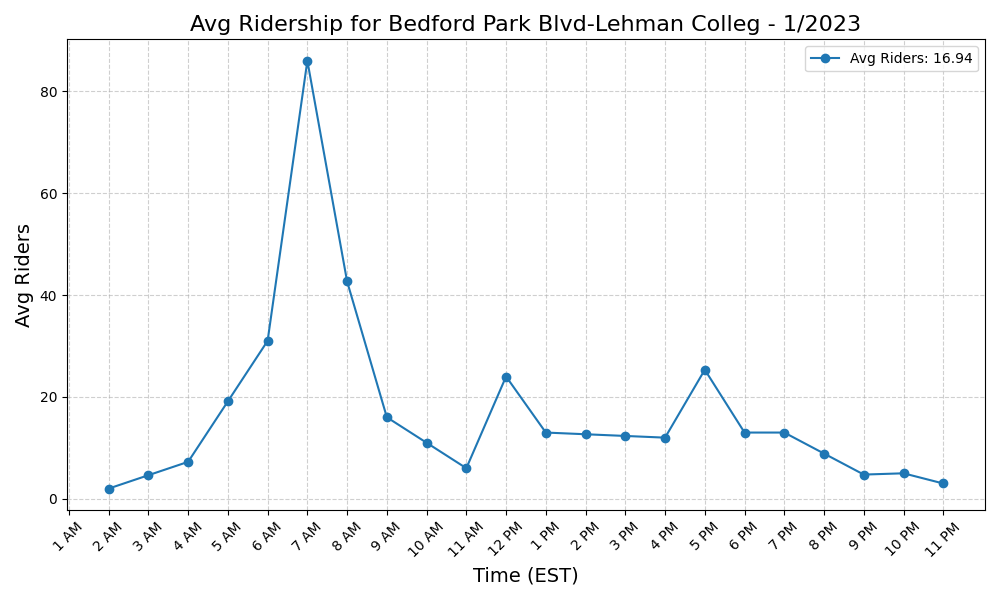 Avg Ridership for Bedford Park Blvd-Lehman Colleg - 1/2023
Avg Riders: 16.94
Avg Riders
80
60
40
20
0
1 AM
2 AM
3 AM
4 AM
5 AM
6 AM
7 AM
8 AM
9 AM
10 AM
11 AM
12 PM
1 PM
2 PM
3 PM
4 PM
5 PM
6 PM
7 PM
8 PM
9 PM
10 PM
11 PM
Time (EST)